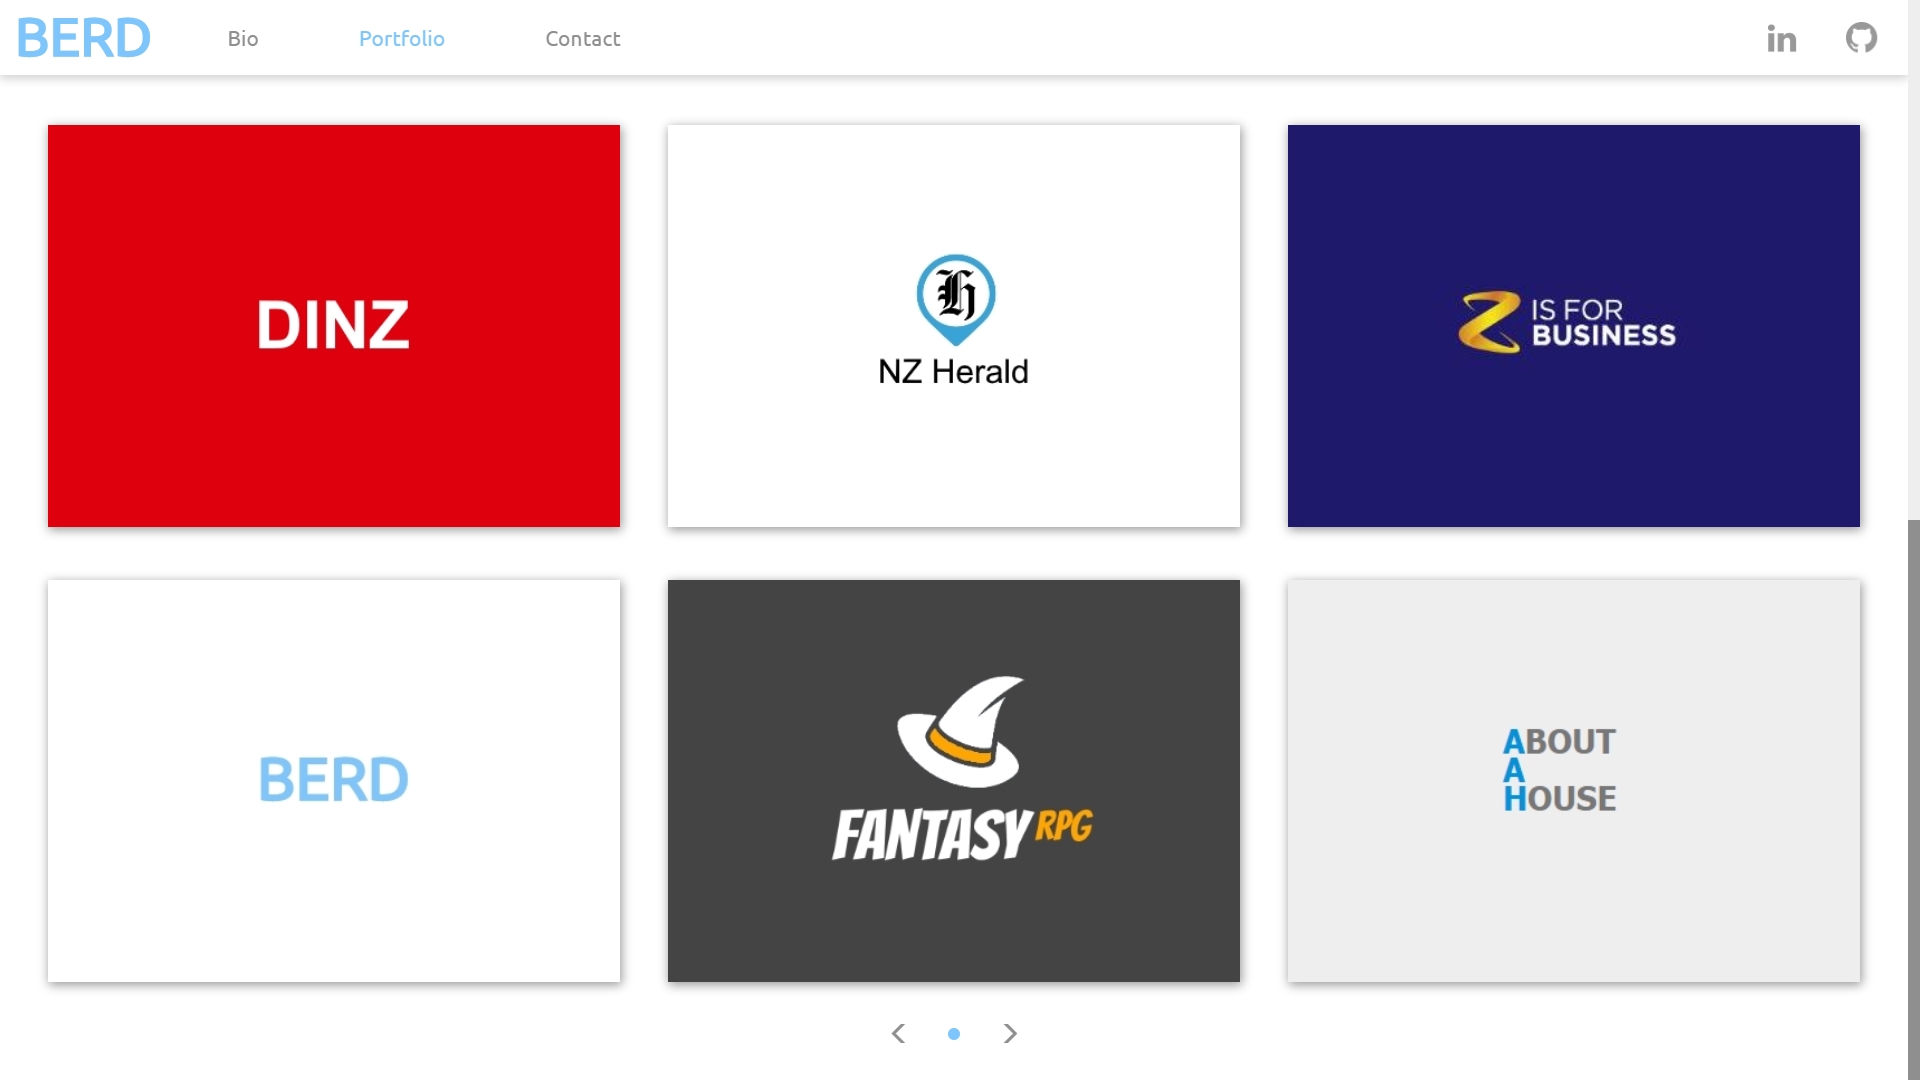 BERD
Bio
Portfolio
Contact
in
DINZ
H
NZ Herald
Z IS FOR
BUSINESS
BERD
FANTASY RPG
ABOUT
A
HOUSE